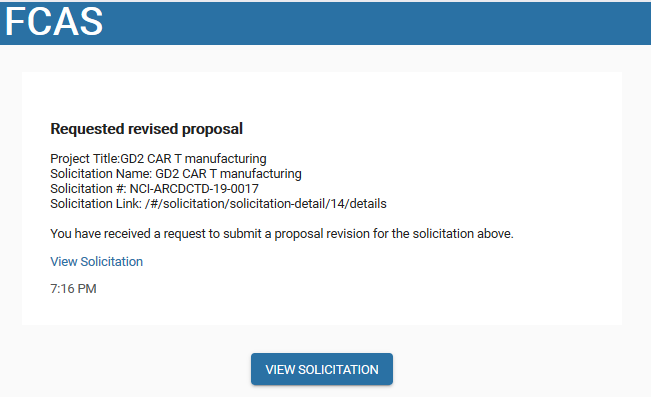 FCAS
Requested revised proposal
Project Title:GD2 CAR T manufacturing
Solicitation Name: GD2 CAR T manufacturing
Solicitation #: NCI-ARCDCTD-19-0017
Solicitation Link: /#/solicitation/solicitation-detail/14/details
You have received a request to submit a proposal revision for the solicitation above.
View Solicitation
7:16 PM
VIEW SOLICITATION